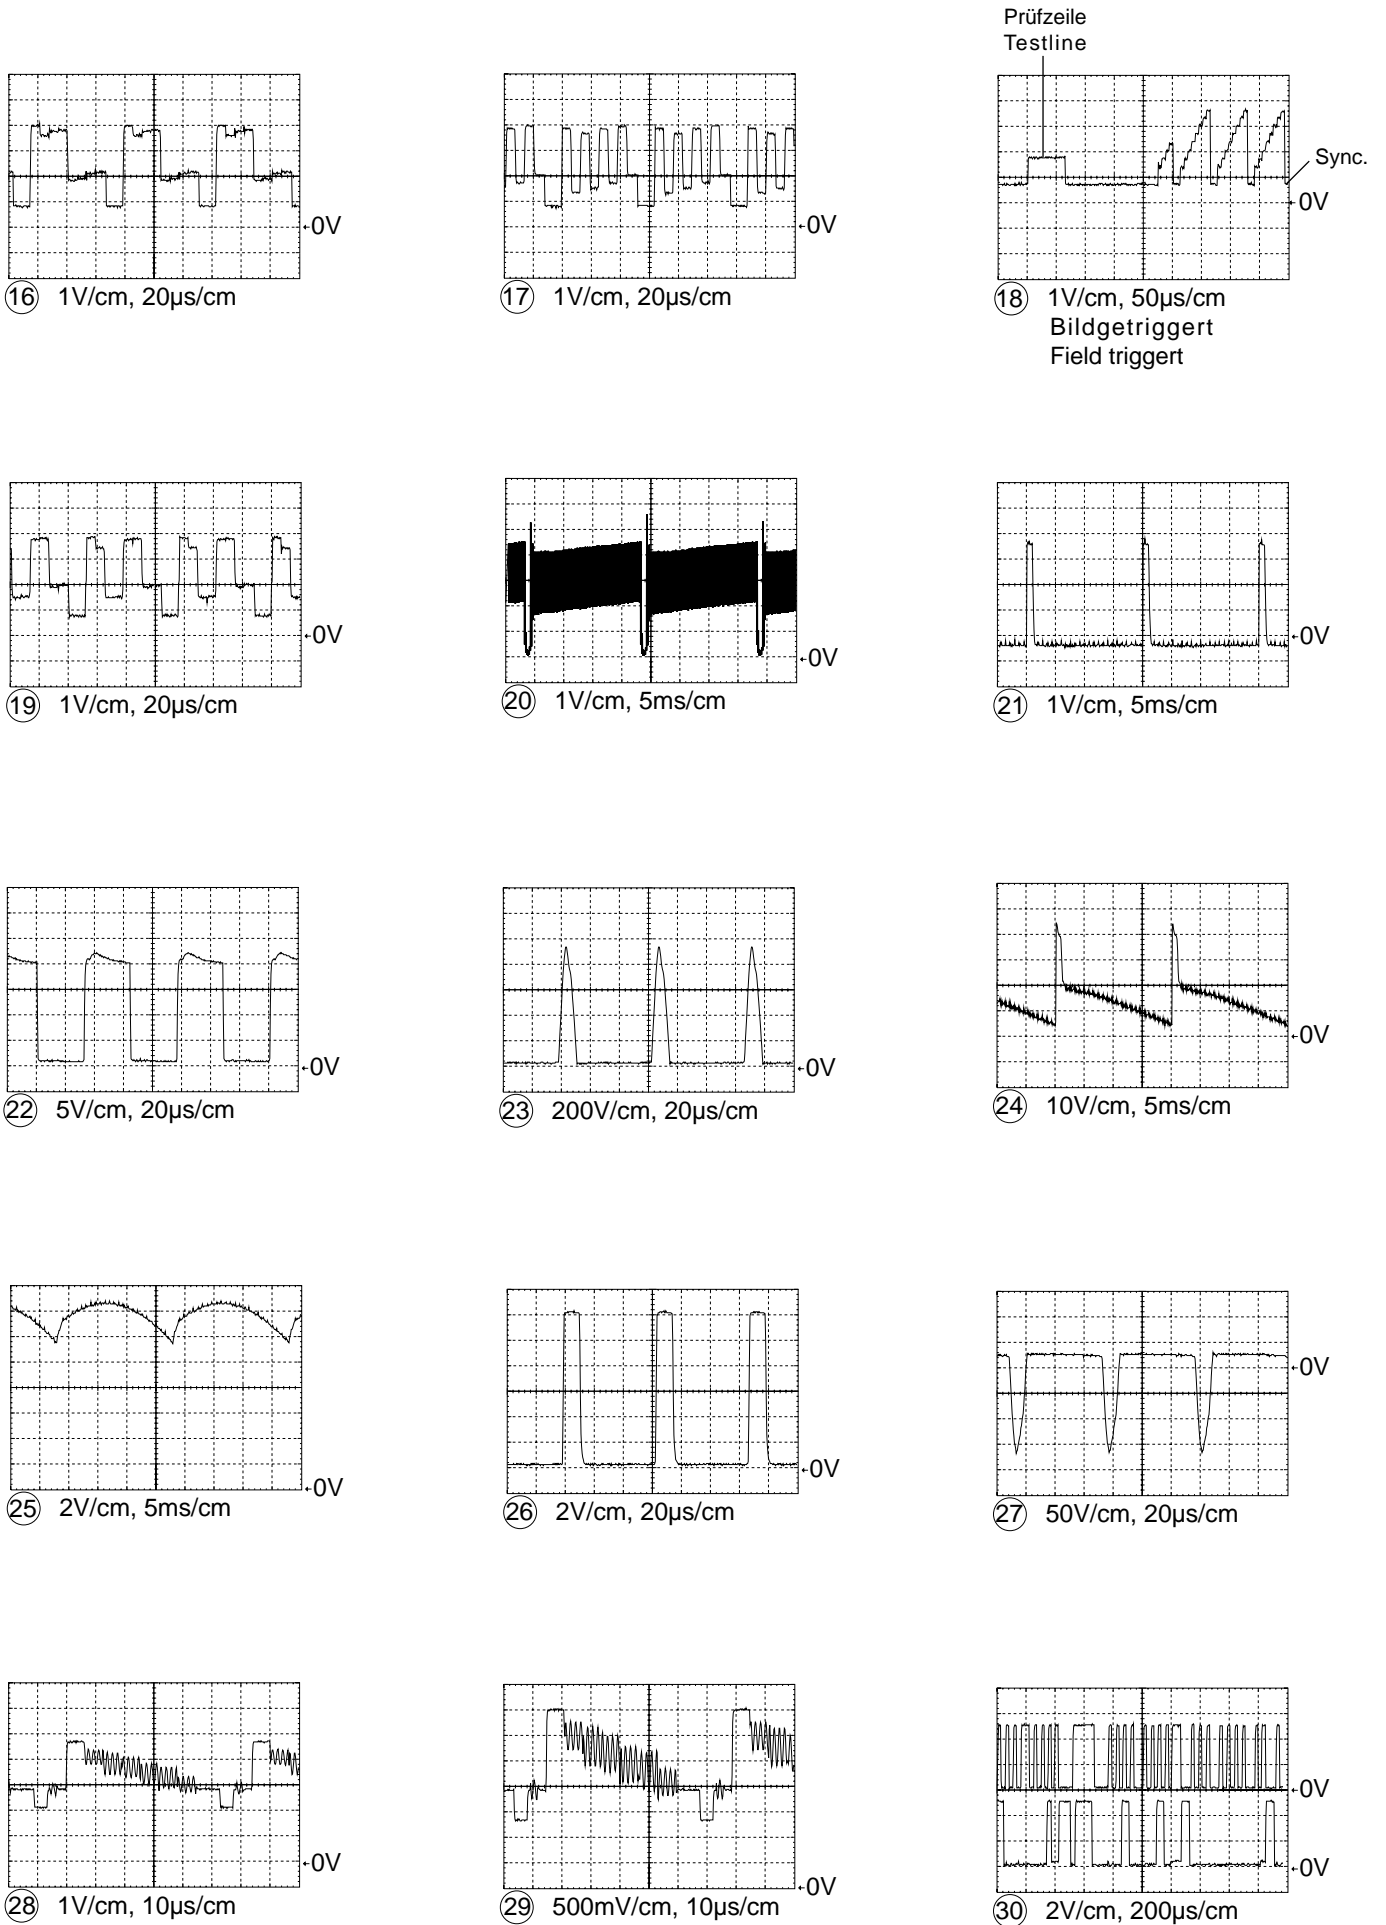 Prüfzeile
Testline
Sync.
0V
0V
0V
16 1V/cm, 20µs/cm
17 1V/cm, 20µs/cm
18 1V/cm, 50µs/cm
Bildgetriggert
Field triggert
0V
0V
0V
19 1V/cm, 20µs/cm
20 1V/cm, 5ms/cm
21 1V/cm, 5ms/cm
0V
0V
0V
22 5V/cm, 20µs/cm
23 200V/cm, 20µs/cm
24 10V/cm, 5ms/cm
0V
0V
0V
25 2V/cm, 5ms/cm
26 2V/cm, 20µs/cm
27 50V/cm, 20µs/cm
0V
0V
0V
0V
28 1V/cm, 10µs/cm
29 500mV/cm, 10µs/cm
30 2V/cm, 200µs/cm